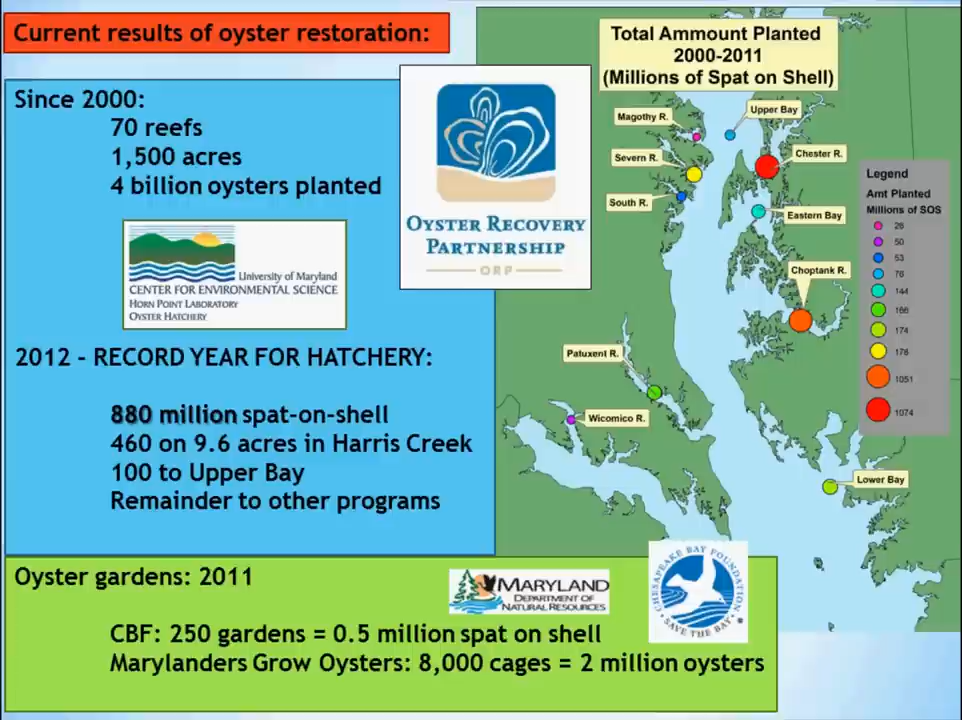 Current results of oyster restoration:
Since 2000:
70 reefs
1,500 acres
4 billion oysters planted
University of Maryland
CENTER FOR ENVIRONMENTAL SCIENCE
HORN POINT LABORATORY
OYSTER HATCHERY
OYSTER RECOVERY
PARTNERSHIP
ORP
2012 - RECORD YEAR FOR HATCHERY:
880 million spat-on-shell
460 on 9.6 acres in Harris Creek
100 to Upper Bay
Remainder to other programs
Oyster gardens: 2011
MARYLAND
DEPARTMENT OF
NATURAL RESOURCES
CHESAPEAKE BAY FOUNDATION
SAVE THE BAY
CBF: 250 gardens = 0.5 million spat on shell
Marylanders Grow Oysters: 8,000 cages = 2 million oysters
Total Ammount Planted
2000-2011
(Millions of Spat on Shell)
Magothy R.
Upper Bay
Severn R.
Chester R.
South R.
Eastern Bay
Choptank R.
Patuxent R.
Wicomico R.
Lower Bay
Legend
Amt Planted
Millions of SOS
26
50
53
76
144
166
174
176
1051
1074